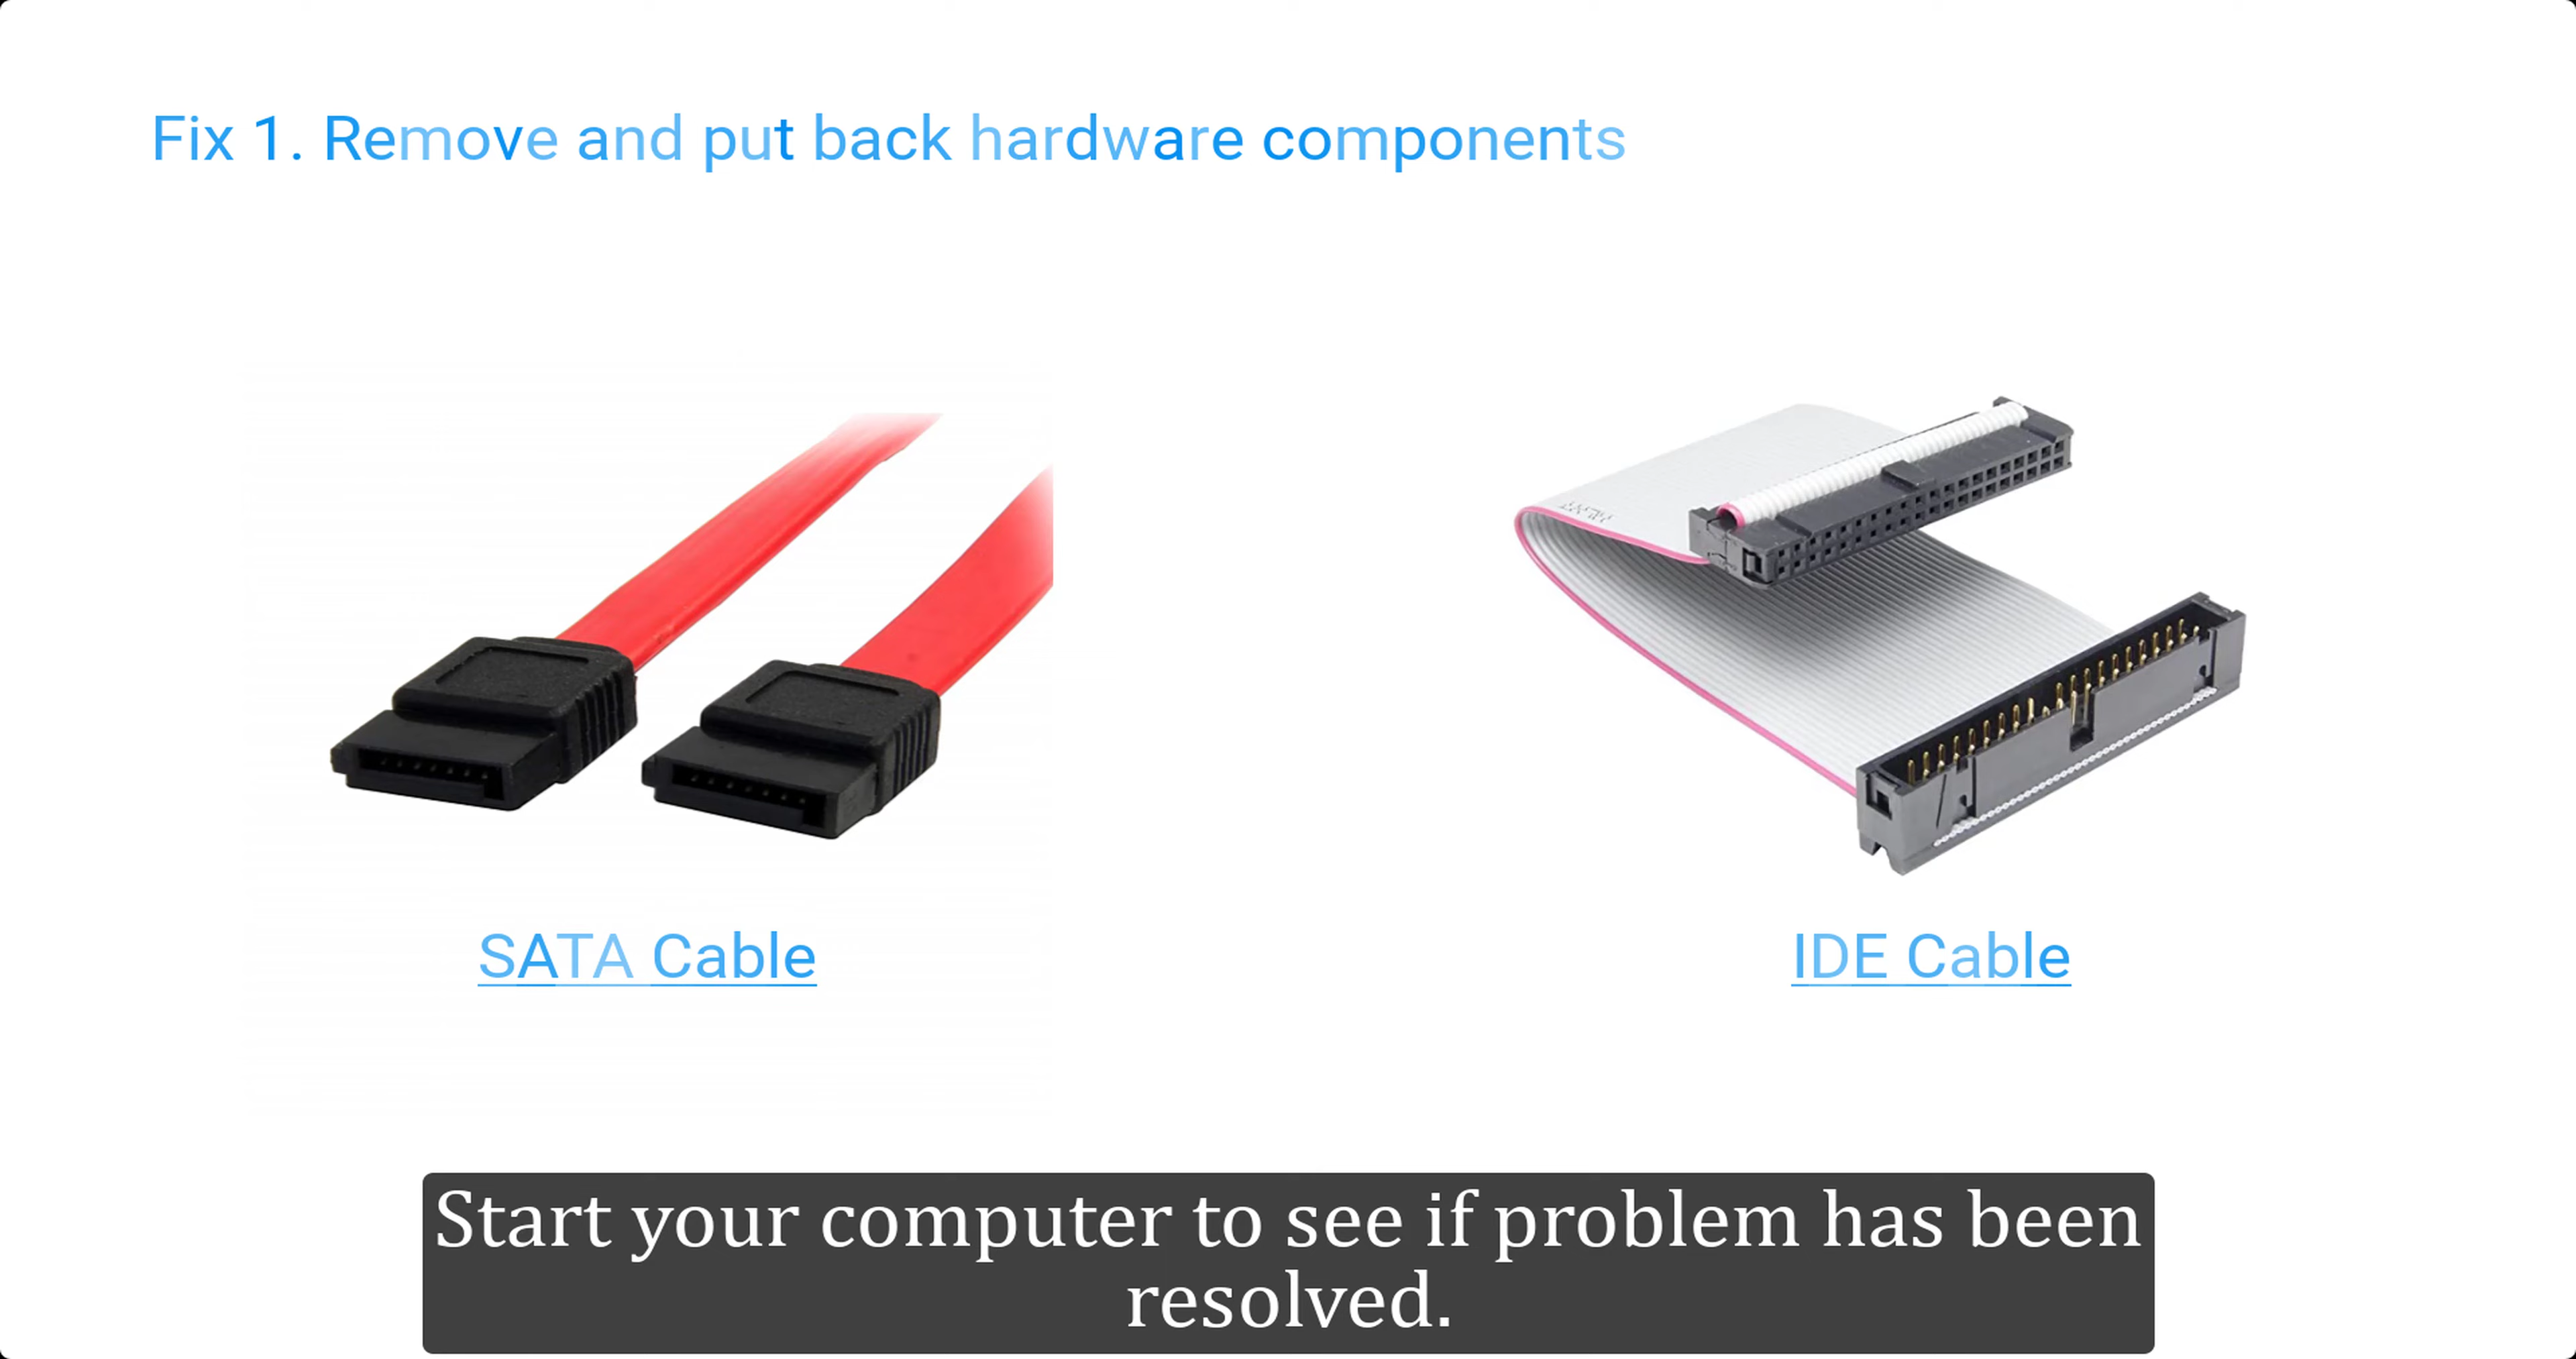 Fix 1. Remove and put back hardware components
SATA Cable
IDE Cable
Start your computer to see if problem has been
resolved.